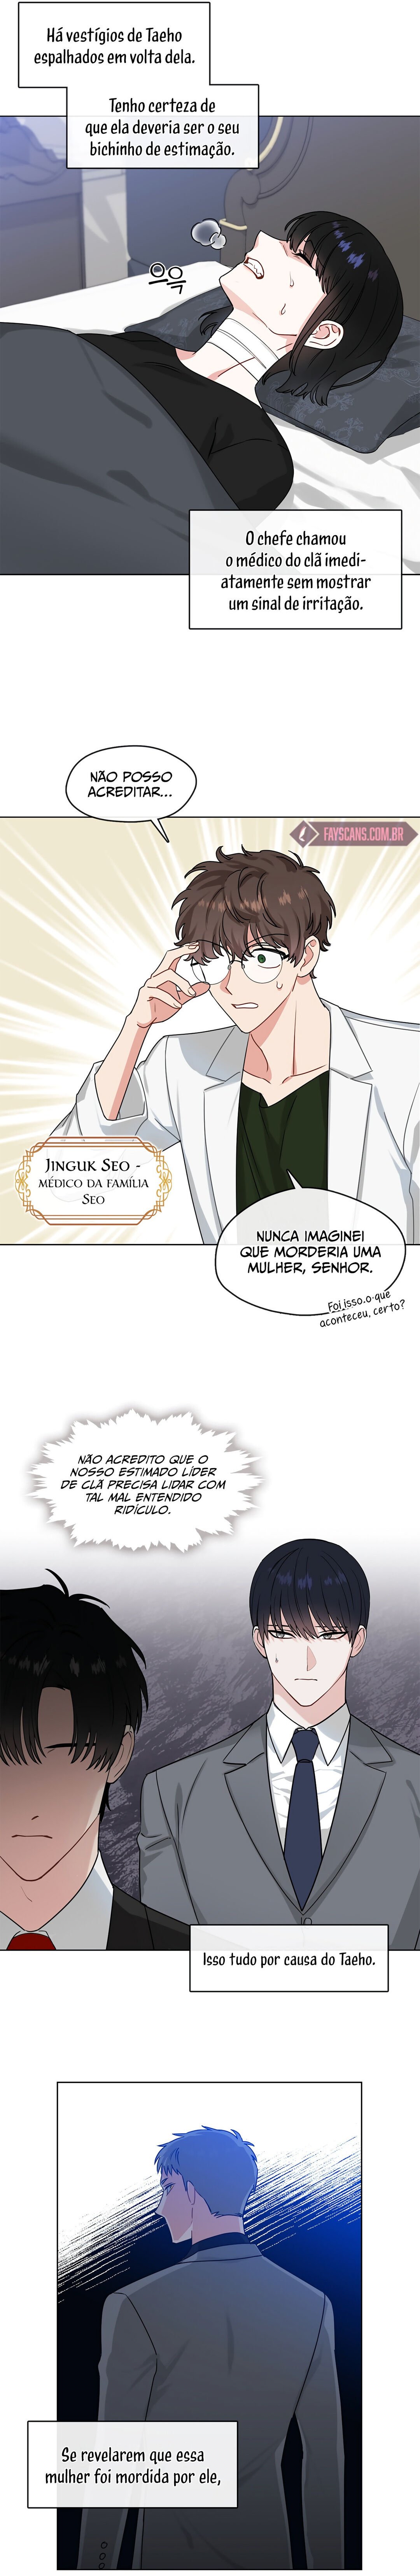 Há vestígios de Taeho
espalhados em volta dela.
Tenho certeza de
que ela deveria ser o seu
bichinho de estimação.
으으
O chefe chamou
o médico do clã imedi-
atamente sem mostrar
um sinal de irritação.
NÃO POSSO
ACREDITAR...
FAYSCANS.COM.BR
JINGUK SEO -
MÉDICO DA FAMÍLIA
SEO
NUNCA IMAGINEI
QUE MORDERIA UMA
MULHER, SENHOR.
Foi isso o que
aconteceu, certo?
NÃO ACREDITO QUE O
NOSSO ESTIMADO LÍDER
DE CLÃ PRECISA LIDAR COM
TAL MAL ENTENDIDO
RIDÍCULO.
Isso tudo por causa do Taeho.
Se revelarem que essa
mulher foi mordida por ele,